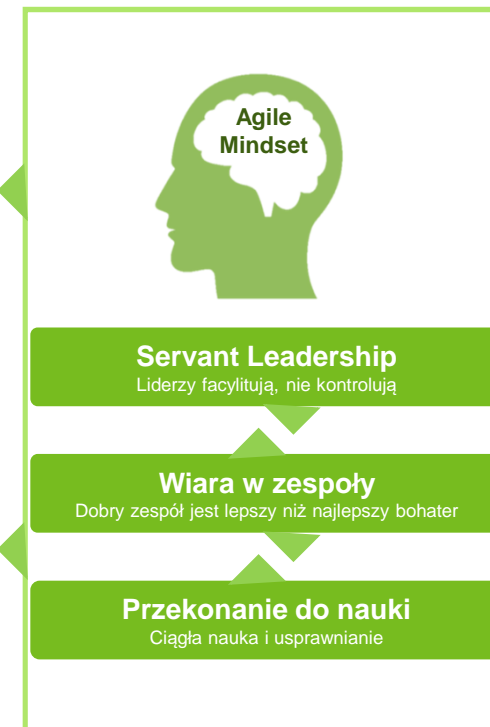 Agile
Mindset
Servant Leadership
Liderzy facylitują, nie kontrolują
Wiara w zespoły
Dobry zespół jest lepszy niż najlepszy bohater
Przekonanie do nauki
Ciągła nauka i usprawnianie